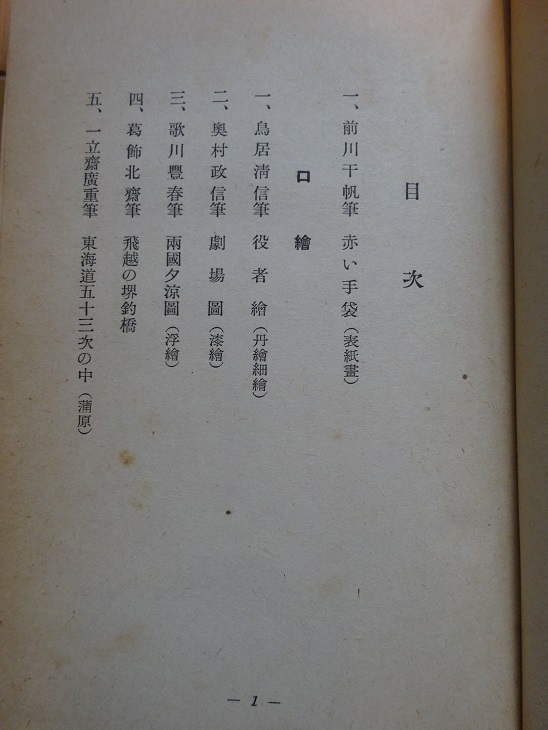 目次
一、前川千帆筆 赤い手袋（表紙畫）
口繪
一、鳥居淸信筆 役者繪（丹繪細繪）
二、奥村政信筆 劇場圖（漆繪）
三、歌川豐春筆 兩國夕涼圖（浮繪）
四、葛飾北齋筆 飛越の堺釣橋
五、一立齋廣重筆 東海道五十三次の中（蒲原）
— 1 —